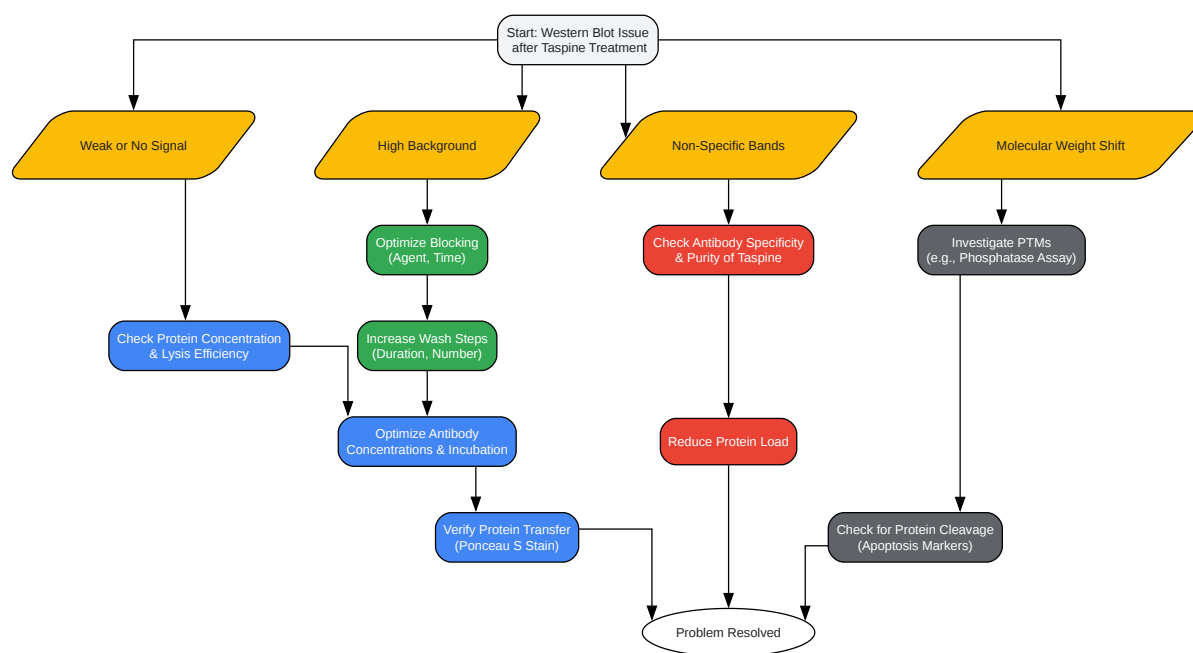 Start: Western Blot Issue
after Taspine Treatment
Weak or No Signal
High Background
Non-Specific Bands
Molecular Weight Shift
Optimize Blocking
(Agent, Time)
Check Antibody Specificity
& Purity of Taspine
Investigate PTMs
(e.g., Phosphatase Assay)
Check Protein Concentration
& Lysis Efficiency
Increase Wash Steps
(Duration, Number)
Optimize Antibody
Concentrations & Incubation
Reduce Protein Load
Verify Protein Transfer
(Ponceau S Stain)
Check for Protein Cleavage
(Apoptosis Markers)
Problem Resolved